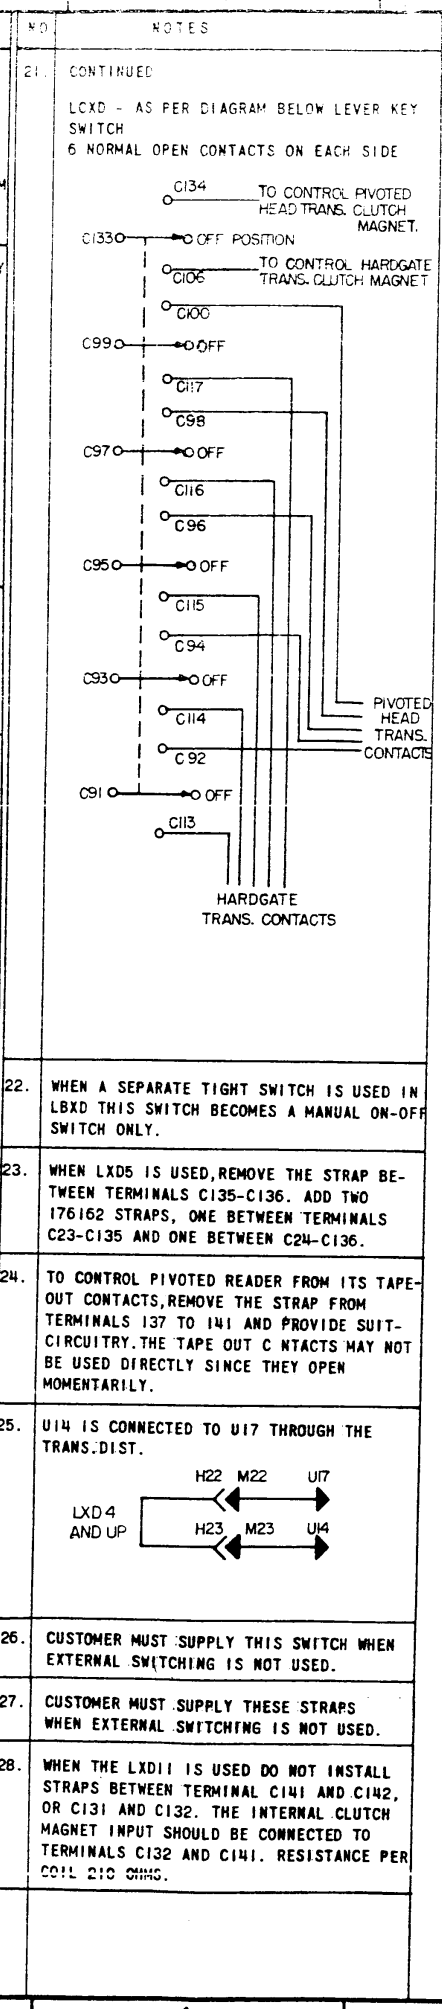 NO NOTES
21. CONTINUED
LCXD - AS PER DIAGRAM BELOW LEVER KEY
SWITCH
6 NORMAL OPEN CONTACTS ON EACH SIDE
C134
TO CONTROL PIVOTED
HEAD TRANS. CLUTCH
MAGNET.
C133 OFF POSITION
C106
TO CONTROL HARDGATE
TRANS. CLUTCH MAGNET
C100
C99 OFF
C117
C98
C97 OFF
C116
C96
C95 OFF
C115
C94
C93 OFF
C114
C92
PIVOTED
HEAD
TRANS.
CONTACTS
C91 OFF
C113
HARDGATE
TRANS. CONTACTS
22. WHEN A SEPARATE TIGHT SWITCH IS USED IN
LBXD THIS SWITCH BECOMES A MANUAL ON-OFF
SWITCH ONLY.
23. WHEN LXD5 IS USED, REMOVE THE STRAP BE-
TWEEN TERMINALS C135-C136. ADD TWO
176162 STRAPS, ONE BETWEEN TERMINALS
C23-C135 AND ONE BETWEEN C24-C136.
24. TO CONTROL PIVOTED READER FROM ITS TAPE-
OUT CONTACTS, REMOVE THE STRAP FROM
TERMINALS 137 TO 141 AND PROVIDE SUIT-
CIRCUITRY. THE TAPE OUT C NTACTS MAY NOT
BE USED DIRECTLY SINCE THEY OPEN
MOMENTARILY.
25. U14 IS CONNECTED TO U17 THROUGH THE
TRANS. DIST.
H22 M22 U17
LXD4
AND UP
H23 M23 U14
26. CUSTOMER MUST SUPPLY THIS SWITCH WHEN
EXTERNAL SWITCHING IS NOT USED.
27. CUSTOMER MUST SUPPLY THESE STRAPS
WHEN EXTERNAL SWITCHING IS NOT USED.
28. WHEN THE LXD11 IS USED DO NOT INSTALL
STRAPS BETWEEN TERMINAL C141 AND C142,
OR C131 AND C132. THE INTERNAL CLUTCH
MAGNET INPUT SHOULD BE CONNECTED TO
TERMINALS C132 AND C141. RESISTANCE PER
COIL 210 OHMS.